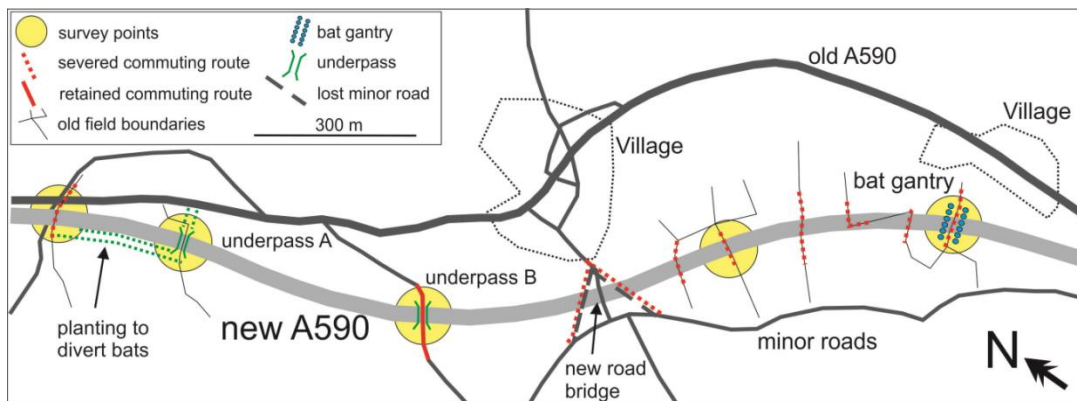 survey points
severed commuting route
retained commuting route
old field boundaries
bat gantry
underpass
lost minor road
300 m
old A590
Village
Village
bat gantry
underpass A
underpass B
planting to
divert bats
new A590
new road
bridge
minor roads
N